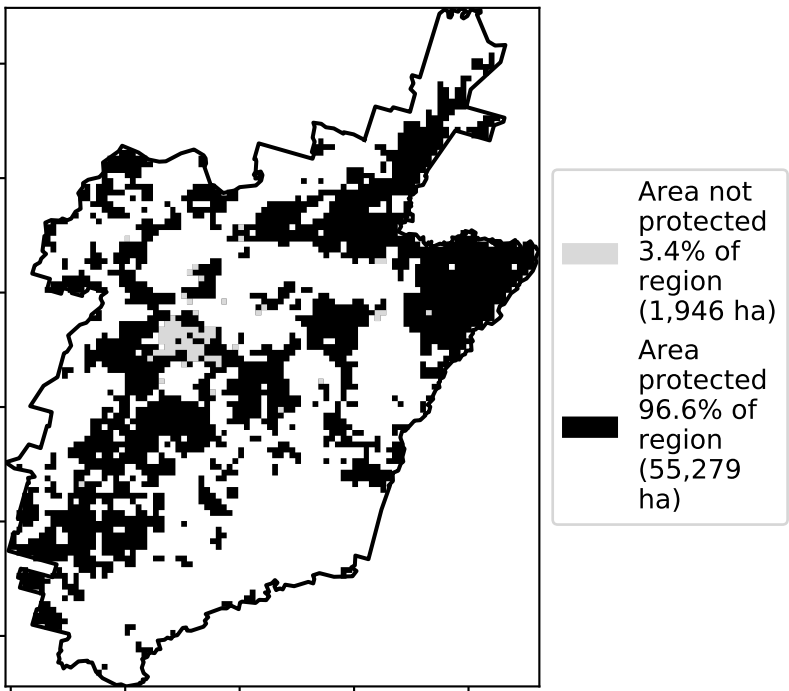 Area not
protected
3.4% of
region
(1,946 ha)
Area
protected
96.6% of
region
(55,279
ha)